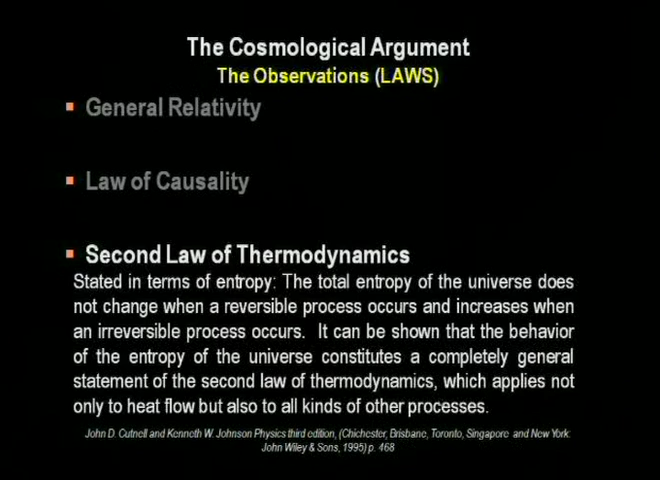 The Cosmological Argument
The Observations (LAWS)
General Relativity
Law of Causality
Second Law of Thermodynamics
Stated in terms of entropy: The total entropy of the universe does
not change when a reversible process occurs and increases when
an irreversible process occurs. It can be shown that the behavior
of the entropy of the universe constitutes a completely general
statement of the second law of thermodynamics, which applies not
only to heat flow but also to all kinds of other processes.
John D. Cutnell and Kenneth W. Johnson Physics third edition, (Chichester, Brisbane, Toronto, Singapore and New York:
John Wiley & Sons, 1995) p. 468